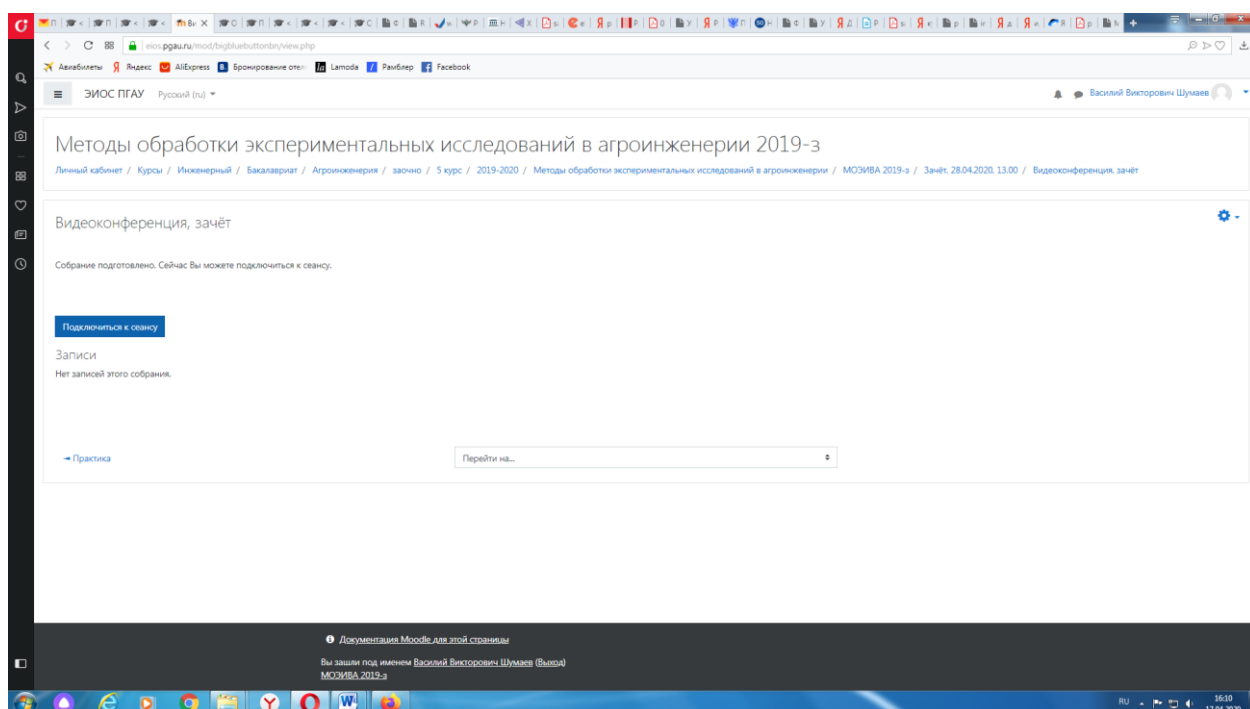 eios.pgau.ru/mod/bigbluebuttonbn/view.php
Авиабилеты Яндекс AliExpress Бронирование отел Lamoda Рамблер Facebook
ЭИОС ПГАУ Русский (ru) Василий Викторович Шумаев
Методы обработки экспериментальных исследований в агроинженерии 2019-з
Личный кабинет / Курсы / Инженерный / Бакалавриат / Агроинженерия / заочно / 5 курс / 2019-2020 / Методы обработки экспериментальных исследований в агроинженерии / МОЭИВА 2019-з / Зачёт. 28.04.2020. 13.00 / Видеоконференция, зачёт
Видеоконференция, зачёт
Собрание подготовлено. Сейчас Вы можете подключиться к сеансу.
Подключиться к сеансу
Записи
Нет записей этого собрания.
◄ Практика Перейти на...
Документация Moodle для этой страницы
Вы зашли под именем Василий Викторович Шумаев (Выход)
МОЭИВА 2019-з
RU 16:10